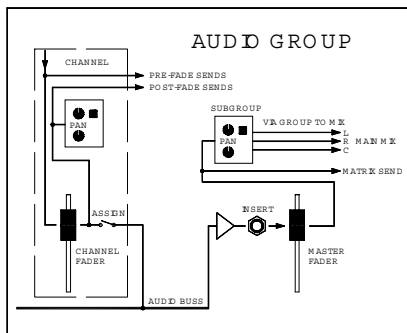 AUDIO GROUP
CHANNEL
PRE-FADE SENDS
POST-FADE SENDS
PAN
SUBGROUP
VIA GROUP TO MIX
L
R MAIN MIX
C
PAN
MATRIX SEND
ASSIGN
INSERT
CHANNEL
FADER
MASTER
FADER
AUDIO BUSS